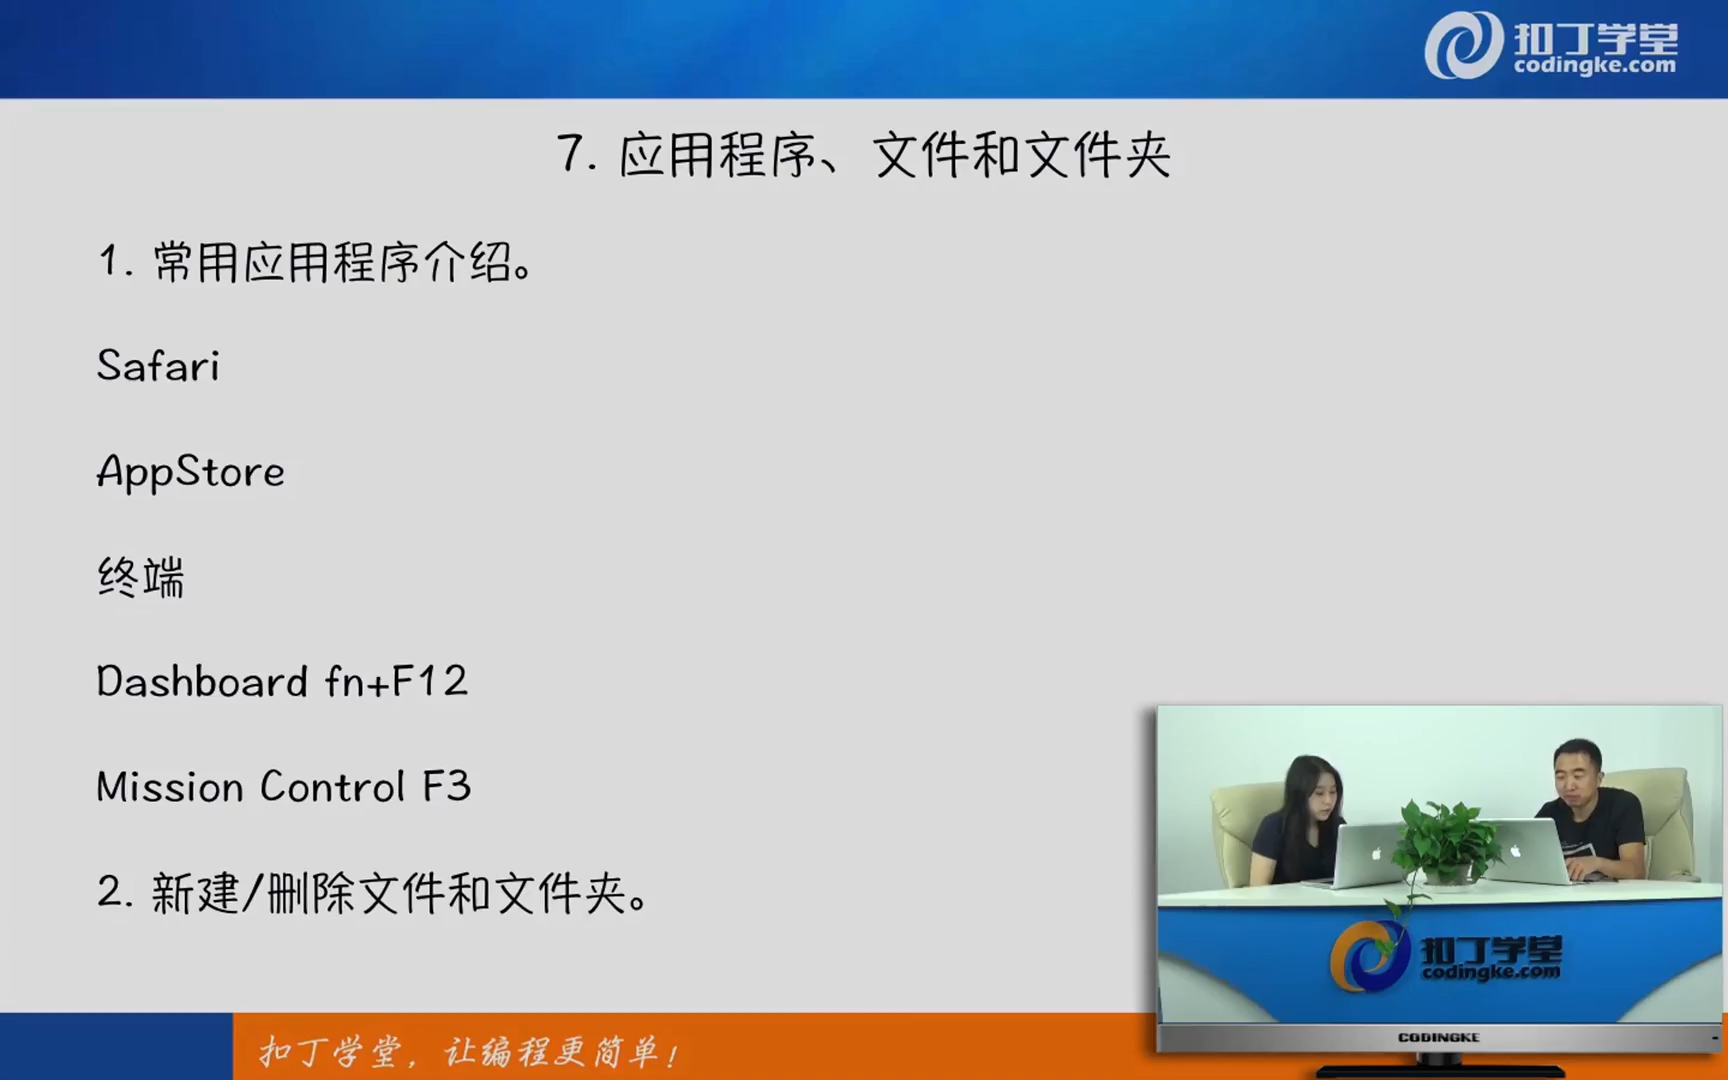 扣丁学堂
codingke.com
7. 应用程序、文件和文件夹
1. 常用应用程序介绍。
Safari
AppStore
终端
Dashboard fn+F12
Mission Control F3
2. 新建/删除文件和文件夹。
扣丁学堂
codingke.com
CODINGKE
扣丁学堂，让编程更简单！